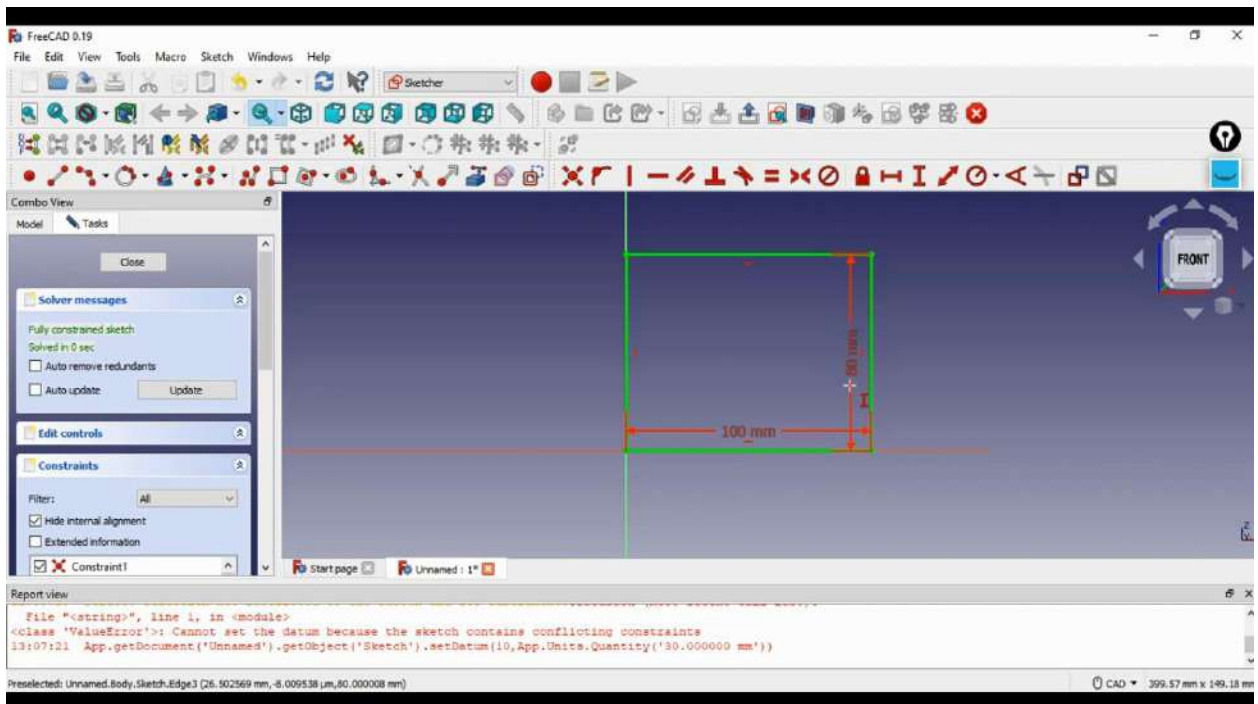 FreeCAD 0.19
File Edit View Tools Macro Sketch Windows Help
Sketcher
Combo View
Model Tasks
Close
Solver messages
Fully constrained sketch
Solved in 0 sec
Auto remove redundants
Auto update Update
Edit controls
Constraints
Filter: All
Hide internal alignment
Extended information
Constraint1
80 mm
100 mm
FRONT
Start page
Unnamed : 1*
Report view
File "<string>", line 1, in <module>
<class 'ValueError'>: Cannot set the datum because the sketch contains conflicting constraints
13:07:21 App.getDocument('Unnamed').getObject('Sketch').setDatum(10,App.Units.Quantity('30.000000 mm'))
Preselected: Unnamed.Body.Sketch.Edge3 (26.502569 mm, -8.009538 μm,80.000008 mm)
CAD 399.57 mm x 149.18 mm